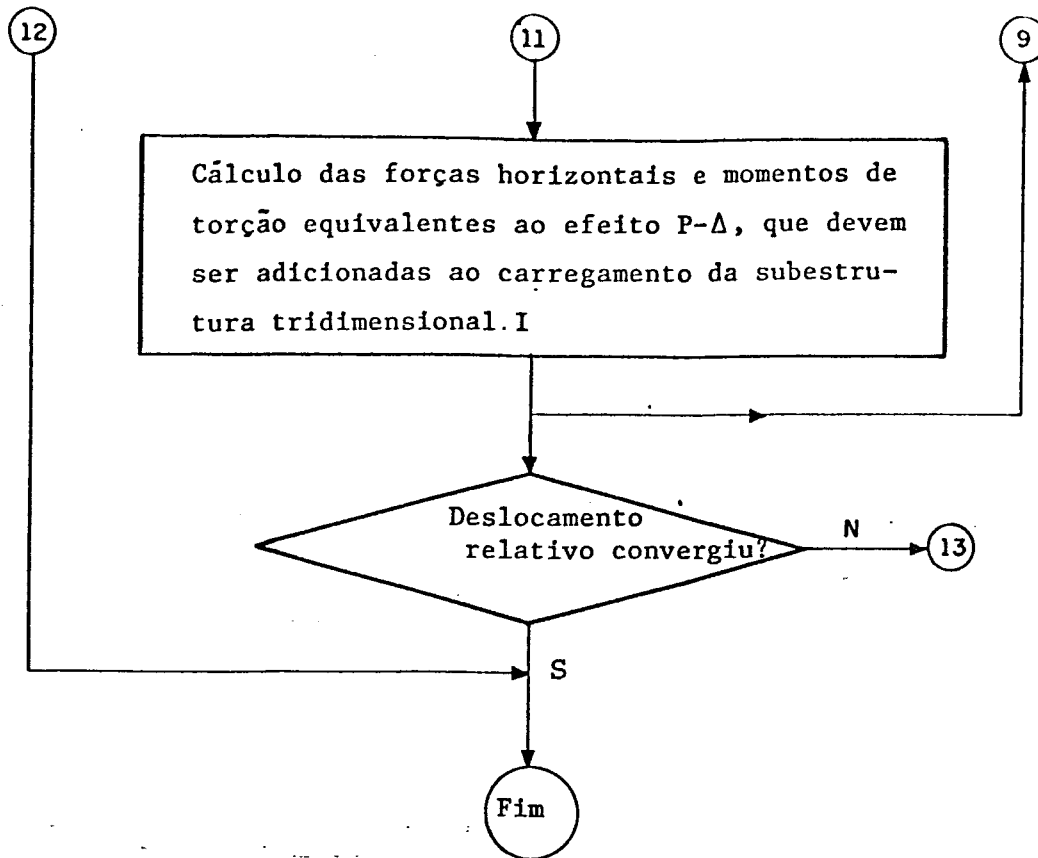 12
11
9
Cálculo das forças horizontais e momentos de
torção equivalentes ao efeito P-Δ, que devem
ser adicionadas ao carregamento da subestru-
tura tridimensional.I
Deslocamento
relativo convergiu?
N
13
S
Fim